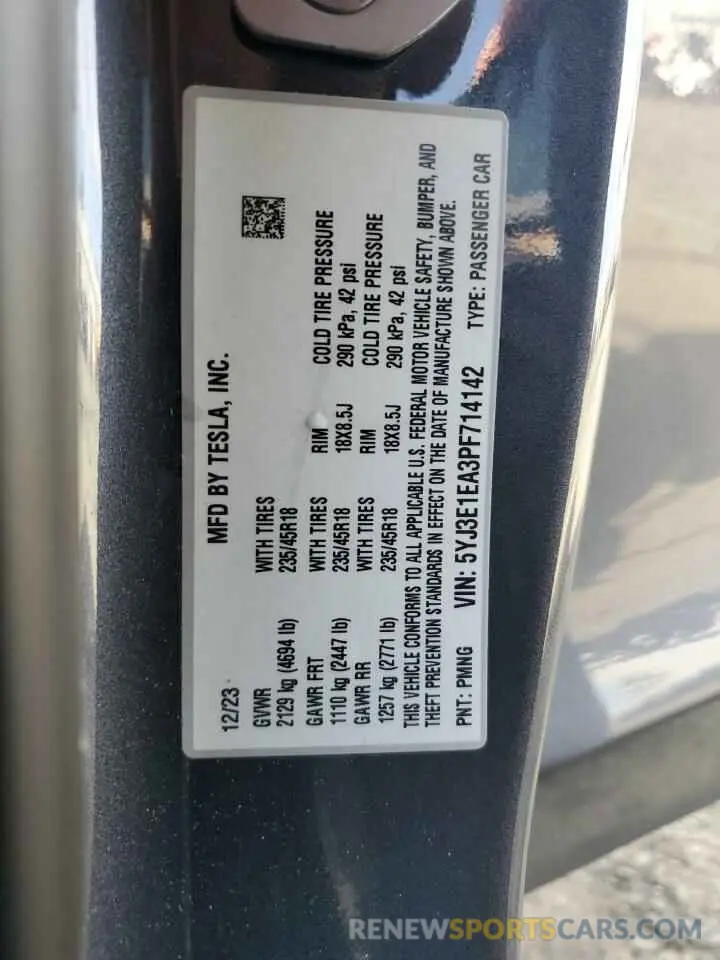 MFD BY TESLA, INC.
12/23
GVWR WITH TIRES
2129 kg (4694 lb) 235/45R18
GAWR FRT WITH TIRES RIM COLD TIRE PRESSURE
1110 kg (2447 lb) 235/45R18 18X8.5J 290 kPa, 42 psi
GAWR RR WITH TIRES RIM COLD TIRE PRESSURE
1257 kg (2771 lb) 235/45R18 18X8.5J 290 kPa, 42 psi
THIS VEHICLE CONFORMS TO ALL APPLICABLE U.S. FEDERAL MOTOR VEHICLE SAFETY, BUMPER, AND
THEFT PREVENTION STANDARDS IN EFFECT ON THE DATE OF MANUFACTURE SHOWN ABOVE.
PNT: PMNG VIN: 5YJ3E1EA3PF714142 TYPE: PASSENGER CAR
RENEWSPORTSCARS.COM